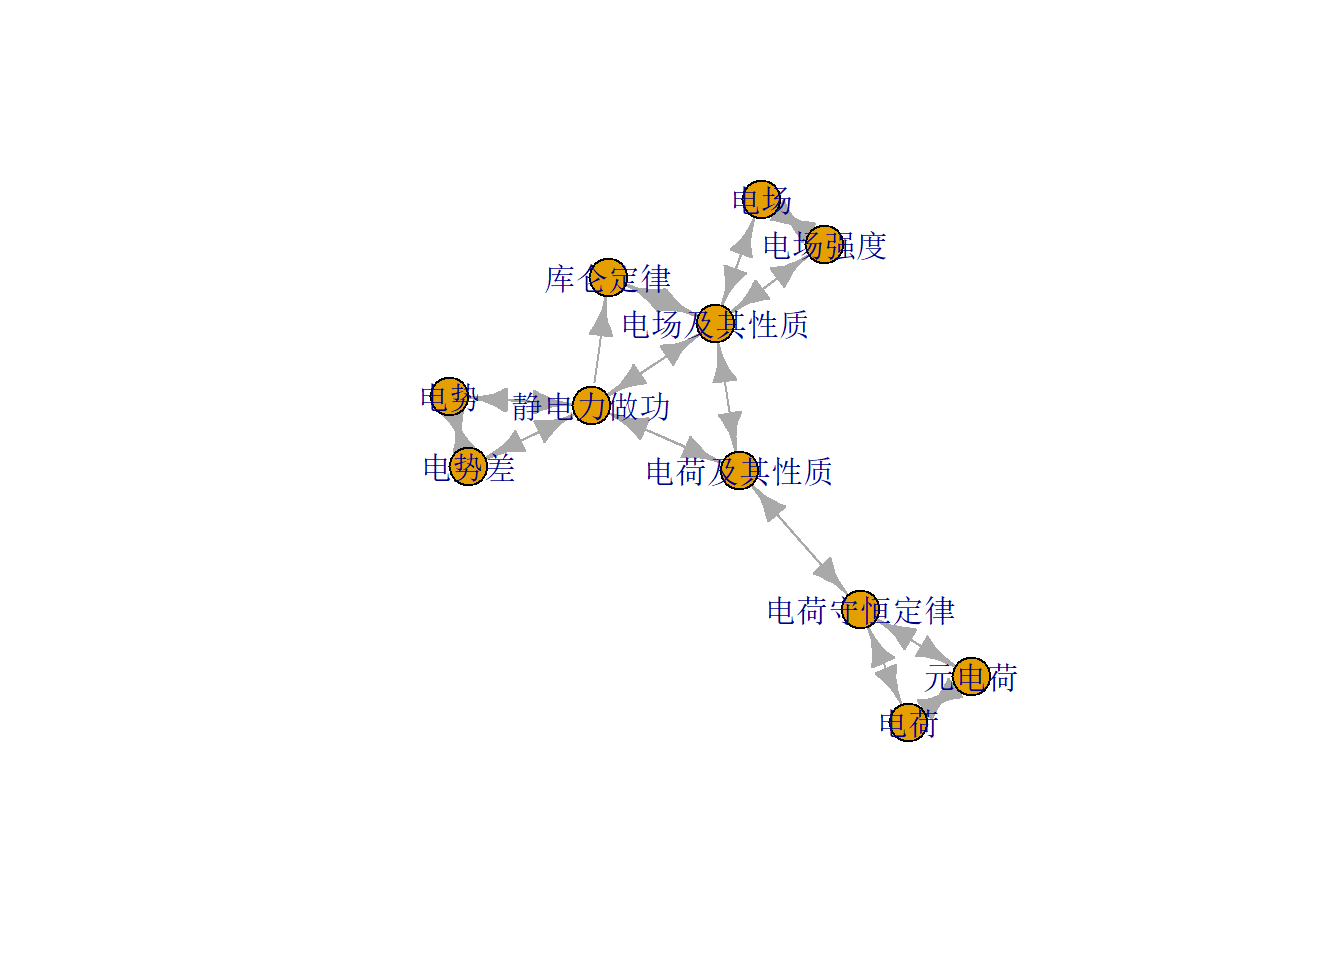 电场
电场强度
库仑定律
电场及其性质
电势
静电力做功
电势差
电荷及其性质
电荷守恒定律
元电荷
电荷